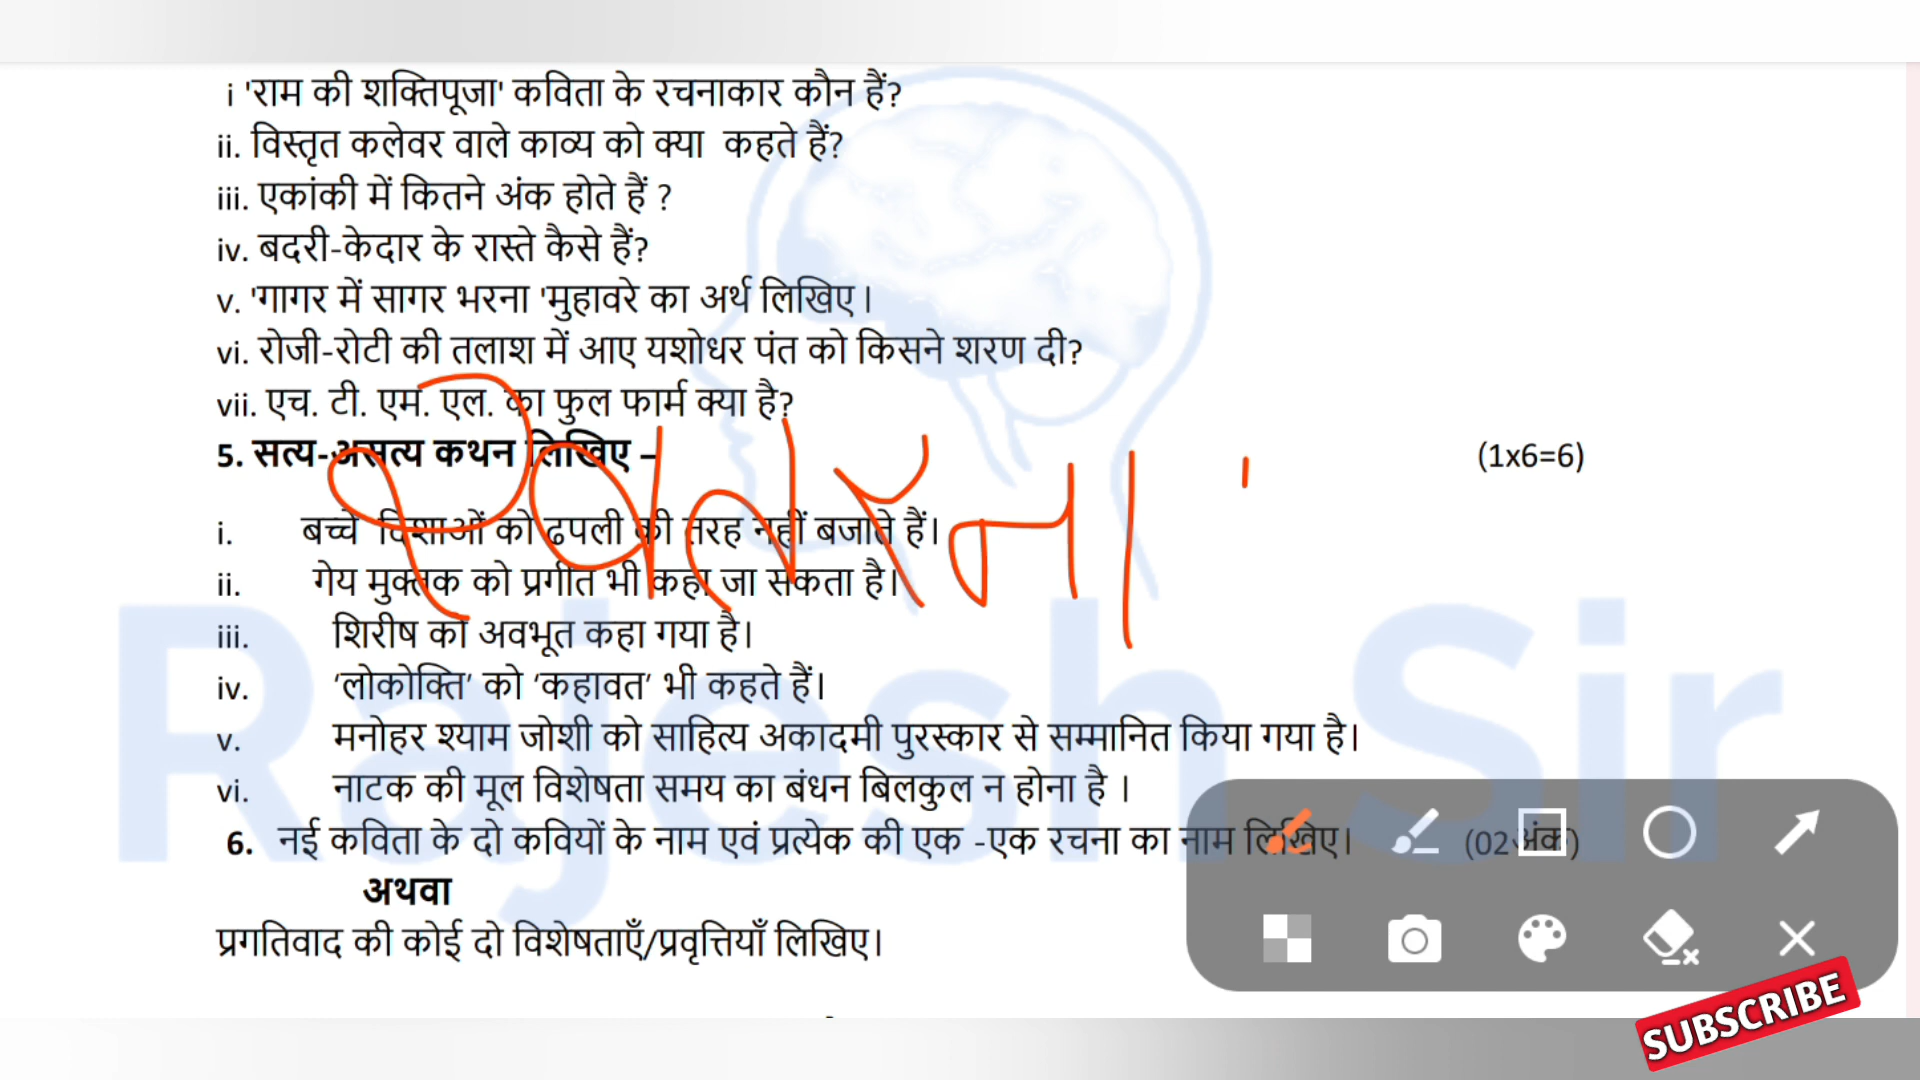 i 'राम की शक्तिपूजा' कविता के रचनाकार कौन हैं?
ii. विस्तृत कलेवर वाले काव्य को क्या कहते हैं?
iii. एकांकी में कितने अंक होते हैं ?
iv. बदरी-केदार के रास्ते कैसे हैं?
v. 'गागर में सागर भरना 'मुहावरे का अर्थ लिखिए।
vi. रोजी-रोटी की तलाश में आए यशोधर पंत को किसने शरण दी?
vii. एच. टी. एम. एल. का फुल फार्म क्या है?
5. सत्य-असत्य कथन लिखिए – (1x6=6)
i. बच्चे दिशाओं को ढपली की तरह नहीं बजाते हैं।
ii. गेय मुक्तक को प्रगीत भी कहा जा सकता है।
iii. शिरीष को अवभूत कहा गया है।
iv. ‘लोकोक्ति’ को ‘कहावत’ भी कहते हैं।
v. मनोहर श्याम जोशी को साहित्य अकादमी पुरस्कार से सम्मानित किया गया है।
vi. नाटक की मूल विशेषता समय का बंधन बिलकुल न होना है ।
6. नई कविता के दो कवियों के नाम एवं प्रत्येक की एक -एक रचना का नाम लिखिए। (02अंक)
अथवा
प्रगतिवाद की कोई दो विशेषताएँ/प्रवृत्तियाँ लिखिए।
Rajesh Sir
SUBSCRIBE